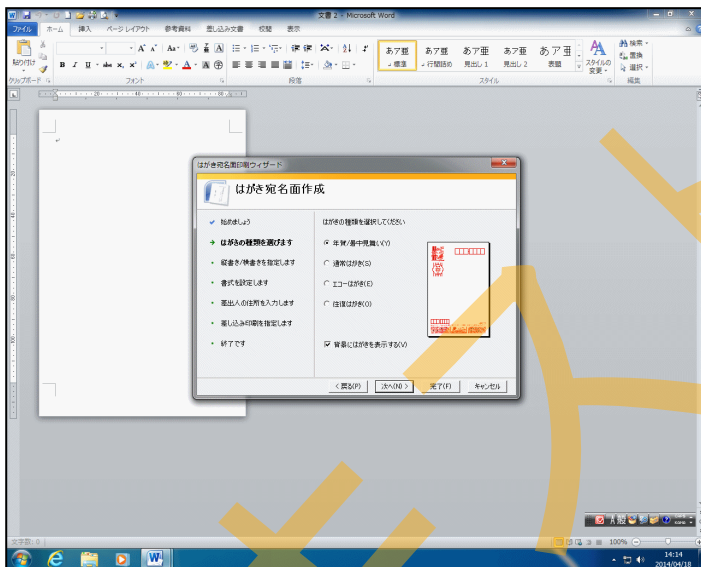 文書 2 - Microsoft Word
ファイル ホーム 挿入 ページ レイアウト 参考資料 差し込み文書 校閲 表示
検索
置換
選択
貼り付け
あア亜 あア亜 あア亜 あア亜 あア亜
標準 行間詰め 見出し 1 見出し 2 表題
スタイルの
変更
クリップボード フォント 段落 スタイル 編集
はがき宛名面印刷ウィザード
はがき宛名面作成
始めましょう
はがきの種類を選びます
縦書き/横書きを指定します
書式を設定します
差出人の住所を入力します
差し込み印刷を指定します
終了です
はがきの種類を選択してください
年賀/暑中見舞い(Y)
通常はがき(S)
エコーはがき(E)
往復はがき(O)
背景にはがきを表示する(V)
< 戻る(P) 次へ(N) > 完了(F) キャンセル
文字数: 0
A 般
KANA
100%
14:14
2014/04/18